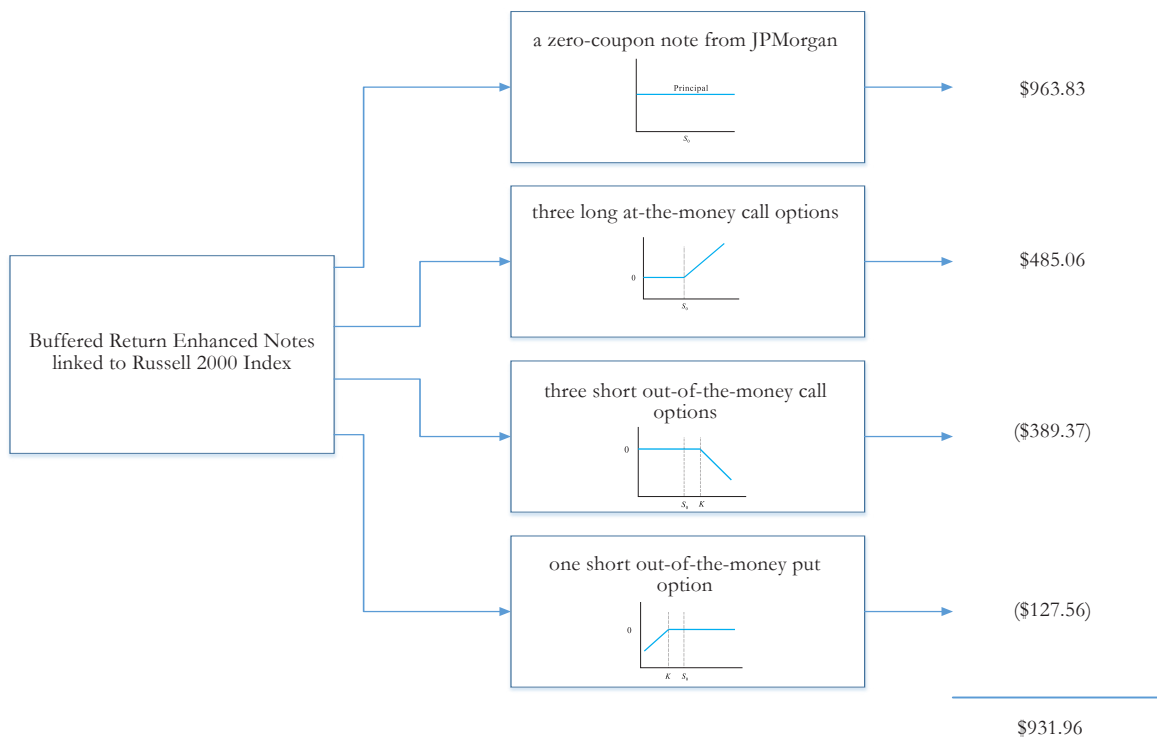 a zero-coupon note from JPMorgan
Principal
S₀
$963.83
three long at-the-money call options
0
S₀
$485.06
Buffered Return Enhanced Notes
linked to Russell 2000 Index
three short out-of-the-money call
options
0
S₀ K
($389.37)
one short out-of-the-money put
option
0
K S₀
($127.56)
$931.96